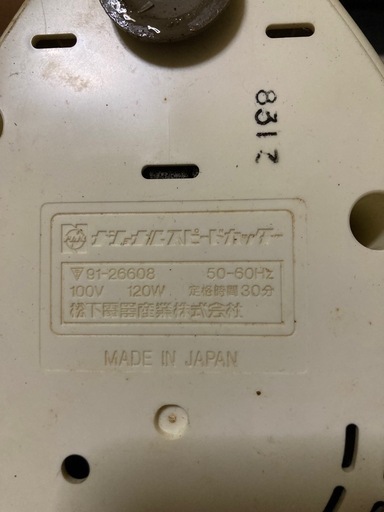 831Z
ナショナル・スピードカッター
▽91-26608 50-60Hz
100V 120W 定格時間30分
松下電器産業株式会社
MADE IN JAPAN